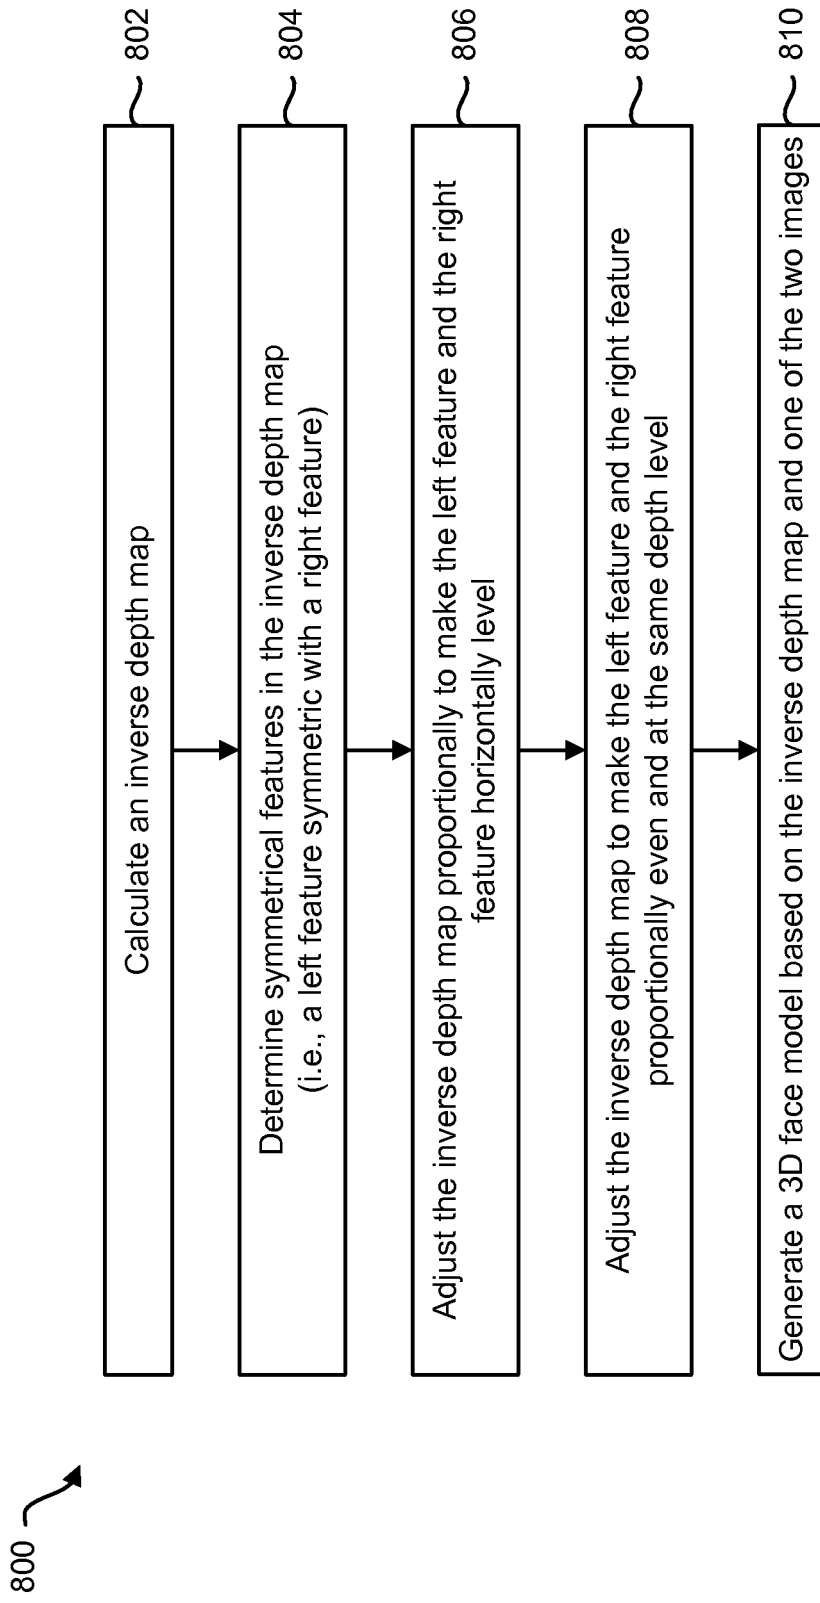 800
802
Calculate an inverse depth map
804
Determine symmetrical features in the inverse depth map
(i.e., a left feature symmetric with a right feature)
806
Adjust the inverse depth map proportionally to make the left feature and the right
feature horizontally level
808
Adjust the inverse depth map to make the left feature and the right feature
proportionally even and at the same depth level
810
Generate a 3D face model based on the inverse depth map and one of the two images